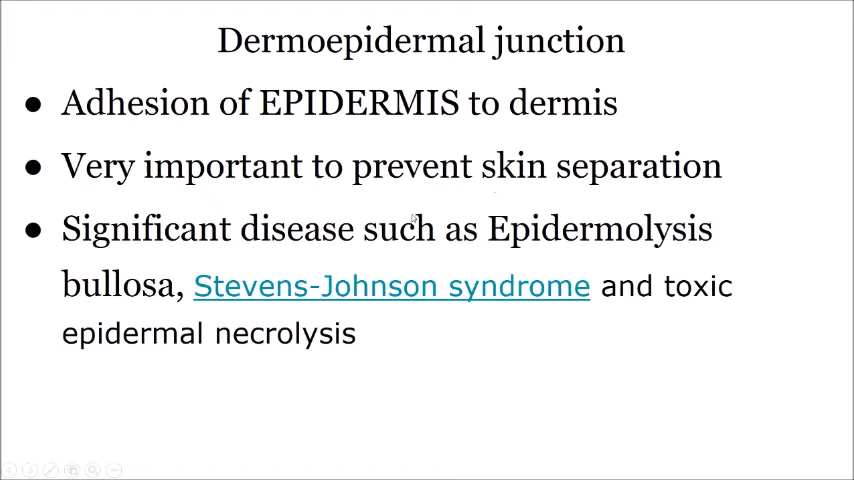 Dermoepidermal junction
● Adhesion of EPIDERMIS to dermis
● Very important to prevent skin separation
● Significant disease such as Epidermolysis
bullosa, Stevens-Johnson syndrome and toxic
epidermal necrolysis